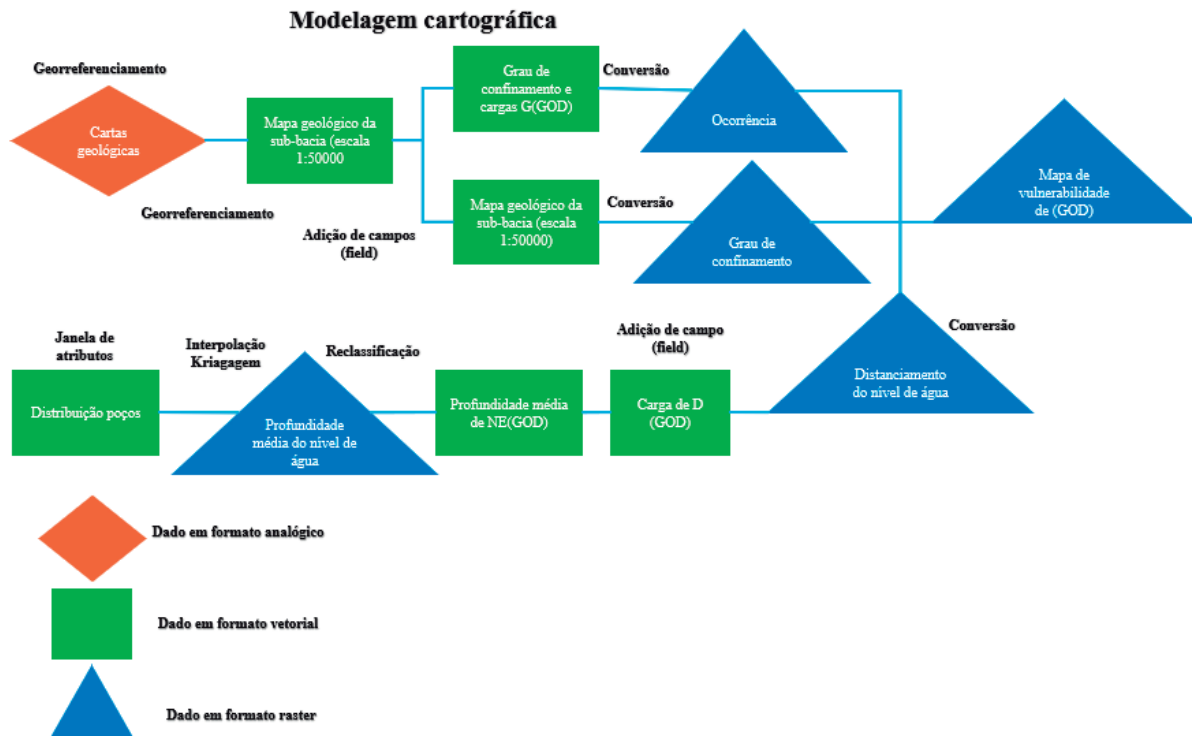 Modelagem cartográfica
Georreferenciamento
Cartas
geológicas
Mapa geológico da
sub-bacia (escala
1:50000
Georreferenciamento
Grau de
confinamento e
cargas G(GOD)
Conversão
Ocorrência
Adição de campos
(field)
Mapa geológico da
sub-bacia (escala
1:50000)
Conversão
Grau de
confinamento
Mapa de
vulnerabilidade
de (GOD)
Janela de
atributos
Distribuição poços
Interpolação
Kriagagem
Profundidade
média do nível de
água
Reclassificação
Profundidade média
de NE(GOD)
Adição de campo
(field)
Carga de D
(GOD)
Distanciamento
do nível de água
Conversão
Dado em formato analógico
Dado em formato vetorial
Dado em formato raster